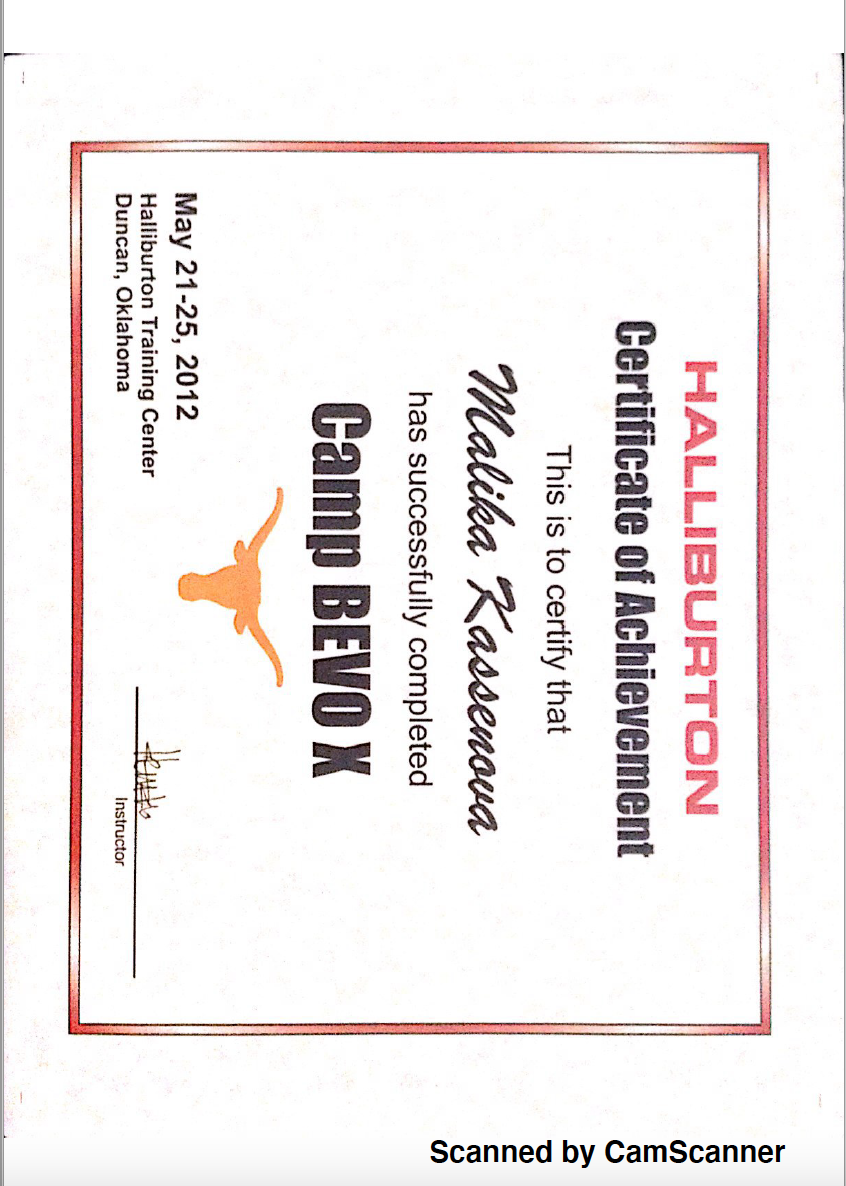 HALLIBURTON
Certificate of Achievement
This is to certify that
Malika Kassenova
has successfully completed
Camp BEVO X
May 21-25, 2012
Halliburton Training Center
Duncan, Oklahoma
Instructor
Scanned by CamScanner